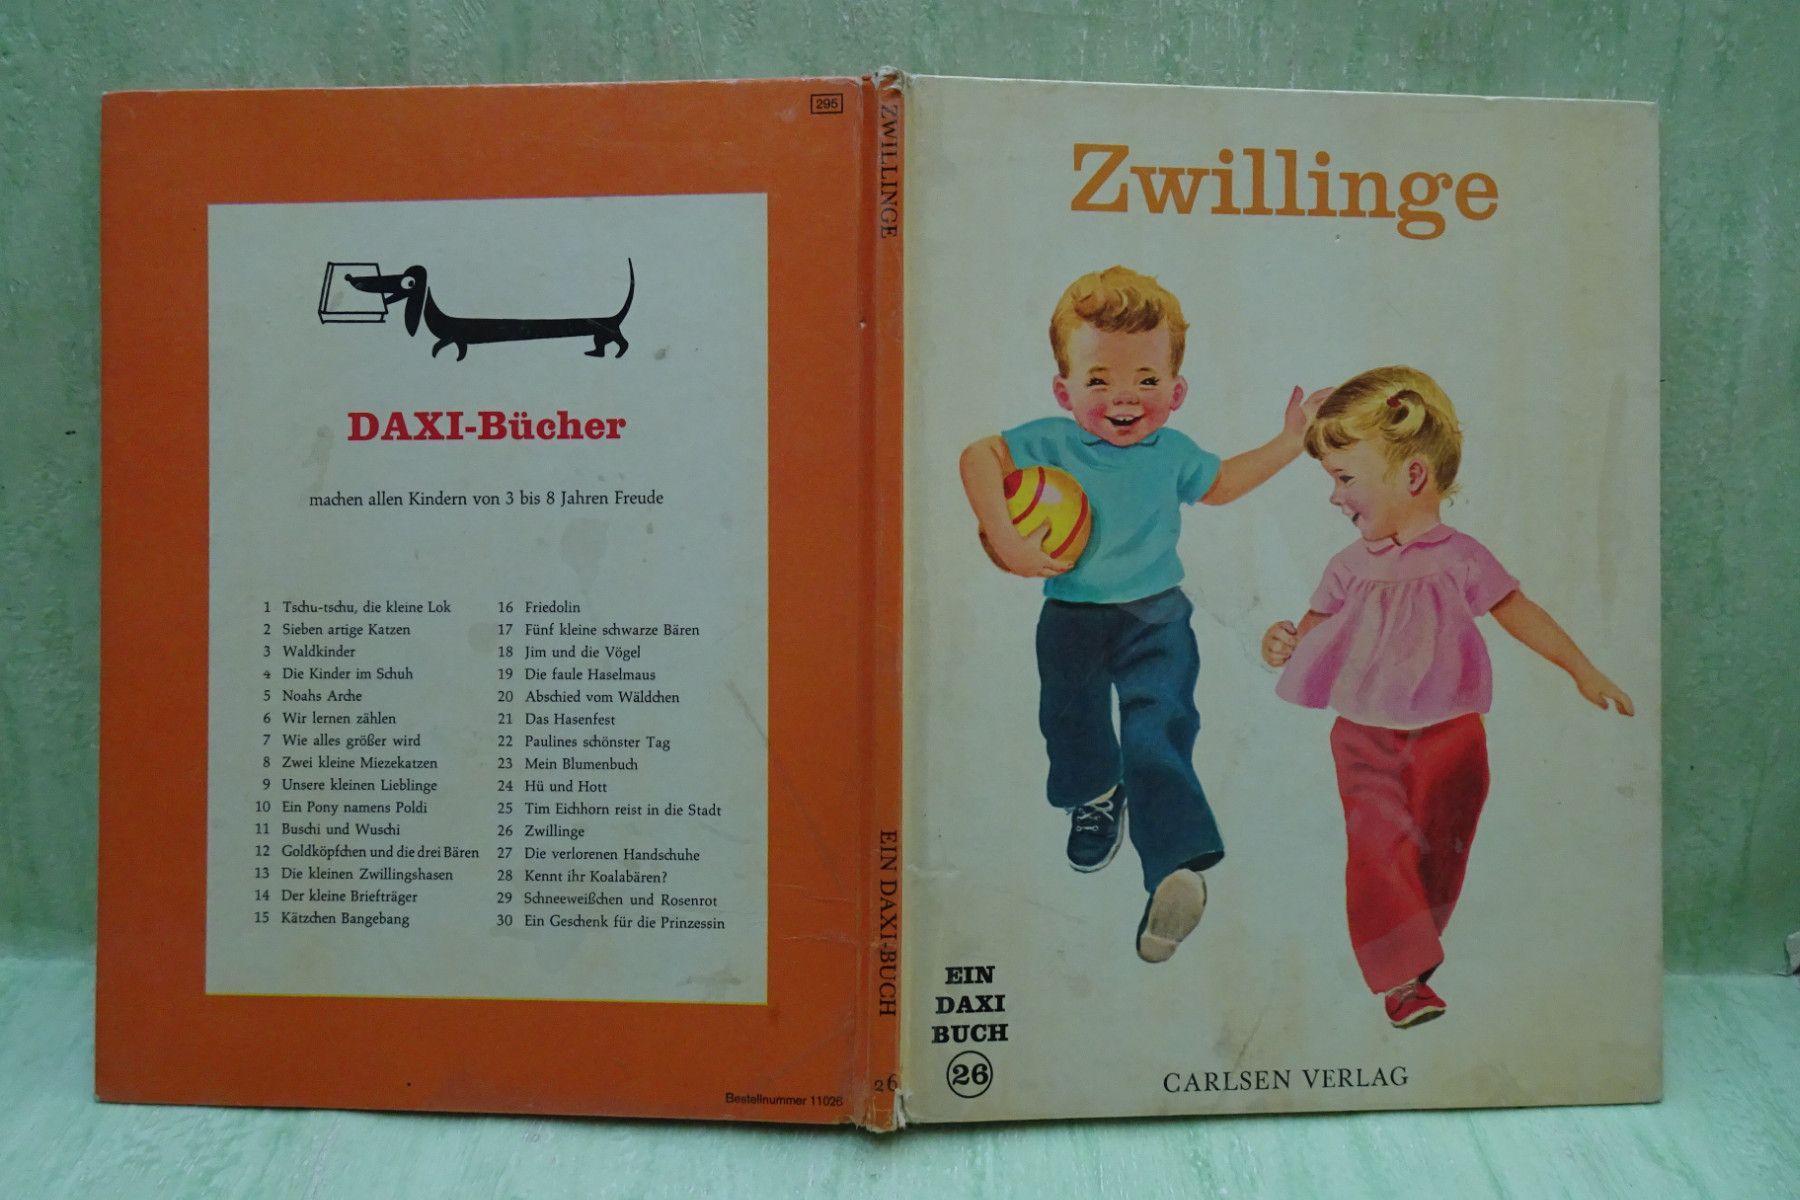 295
DAXI-Bücher
machen allen Kindern von 3 bis 8 Jahren Freude
1 Tschu-tschu, die kleine Lok
2 Sieben artige Katzen
3 Waldkinder
4 Die Kinder im Schuh
5 Noahs Arche
6 Wir lernen zählen
7 Wie alles größer wird
8 Zwei kleine Miezekatzen
9 Unsere kleinen Lieblinge
10 Ein Pony namens Poldi
11 Buschi und Wuschi
12 Goldköpfchen und die drei Bären
13 Die kleinen Zwillingshasen
14 Der kleine Briefträger
15 Kätzchen Bangebang
16 Friedolin
17 Fünf kleine schwarze Bären
18 Jim und die Vögel
19 Die faule Haselmaus
20 Abschied vom Wäldchen
21 Das Hasenfest
22 Paulines schönster Tag
23 Mein Blumenbuch
24 Hü und Hott
25 Tim Eichhorn reist in die Stadt
26 Zwillinge
27 Die verlorenen Handschuhe
28 Kennt ihr Koalabären?
29 Schneeweißchen und Rosenrot
30 Ein Geschenk für die Prinzessin
Bestellnummer 11026
ZWILLINGE
EIN DAXI-BUCH
26
Zwillinge
EIN
DAXI
BUCH
26
CARLSEN VERLAG